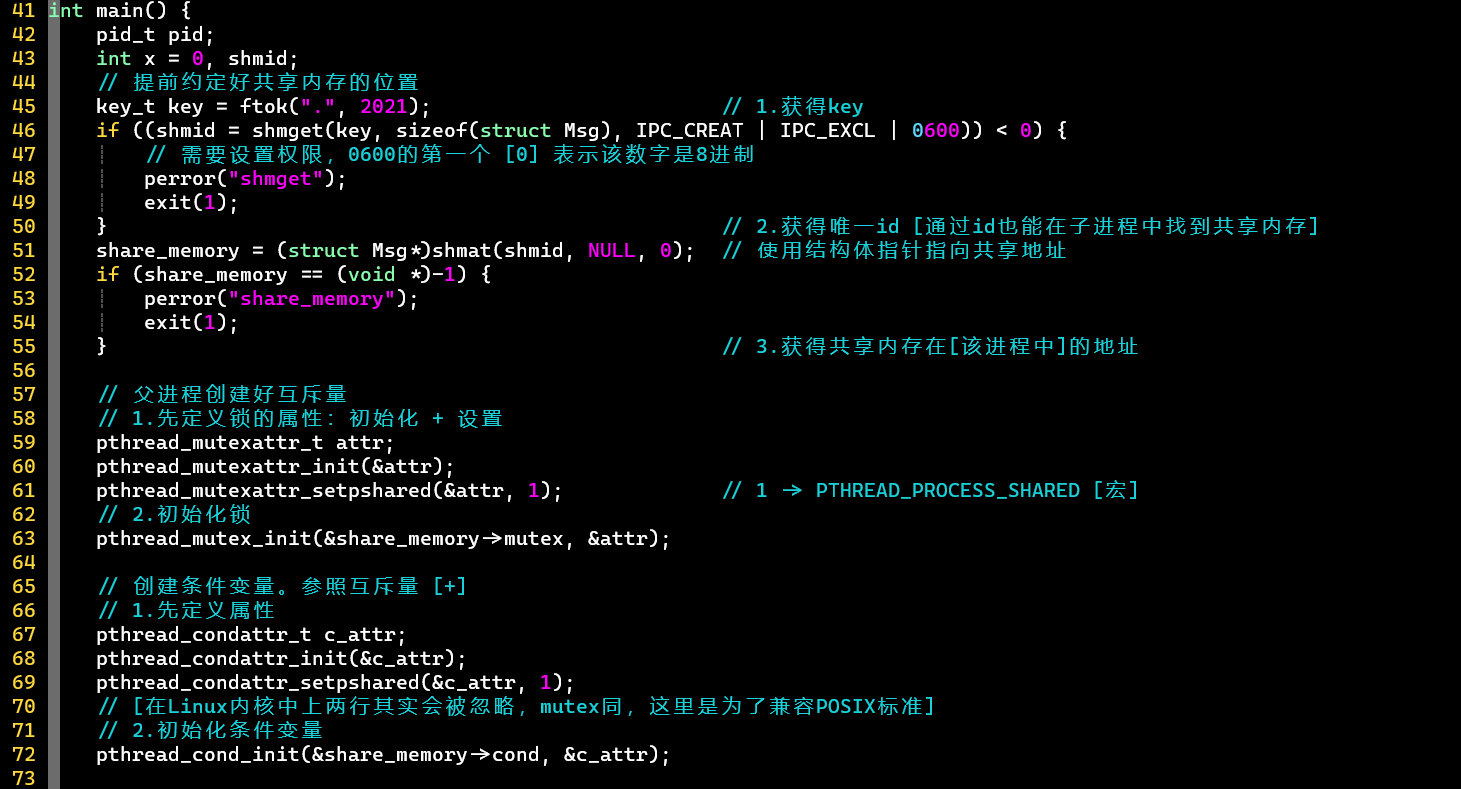 41 int main() {
42     pid_t pid;
43     int x = 0, shmid;
44     // 提前约定好共享内存的位置
45     key_t key = ftok(".", 2021);                        // 1.获得key
46     if ((shmid = shmget(key, sizeof(struct Msg), IPC_CREAT | IPC_EXCL | 0600)) < 0) {
47         // 需要设置权限，0600的第一个 [0] 表示该数字是8进制
48         perror("shmget");
49         exit(1);
50     }                                                   // 2.获得唯一id [通过id也能在子进程中找到共享内存]
51     share_memory = (struct Msg*)shmat(shmid, NULL, 0);  // 使用结构体指针指向共享地址
52     if (share_memory == (void *)-1) {
53         perror("share_memory");
54         exit(1);
55     }                                                   // 3.获得共享内存在[该进程中]的地址
56
57     // 父进程创建好互斥量
58     // 1.先定义锁的属性：初始化 + 设置
59     pthread_mutexattr_t attr;
60     pthread_mutexattr_init(&attr);
61     pthread_mutexattr_setpshared(&attr, 1);             // 1 -> PTHREAD_PROCESS_SHARED [宏]
62     // 2.初始化锁
63     pthread_mutex_init(&share_memory->mutex, &attr);
64
65     // 创建条件变量。参照互斥量 [+]
66     // 1.先定义属性
67     pthread_condattr_t c_attr;
68     pthread_condattr_init(&c_attr);
69     pthread_condattr_setpshared(&c_attr, 1);
70     // [在Linux内核中上两行其实会被忽略，mutex同，这里是为了兼容POSIX标准]
71     // 2.初始化条件变量
72     pthread_cond_init(&share_memory->cond, &c_attr);
73